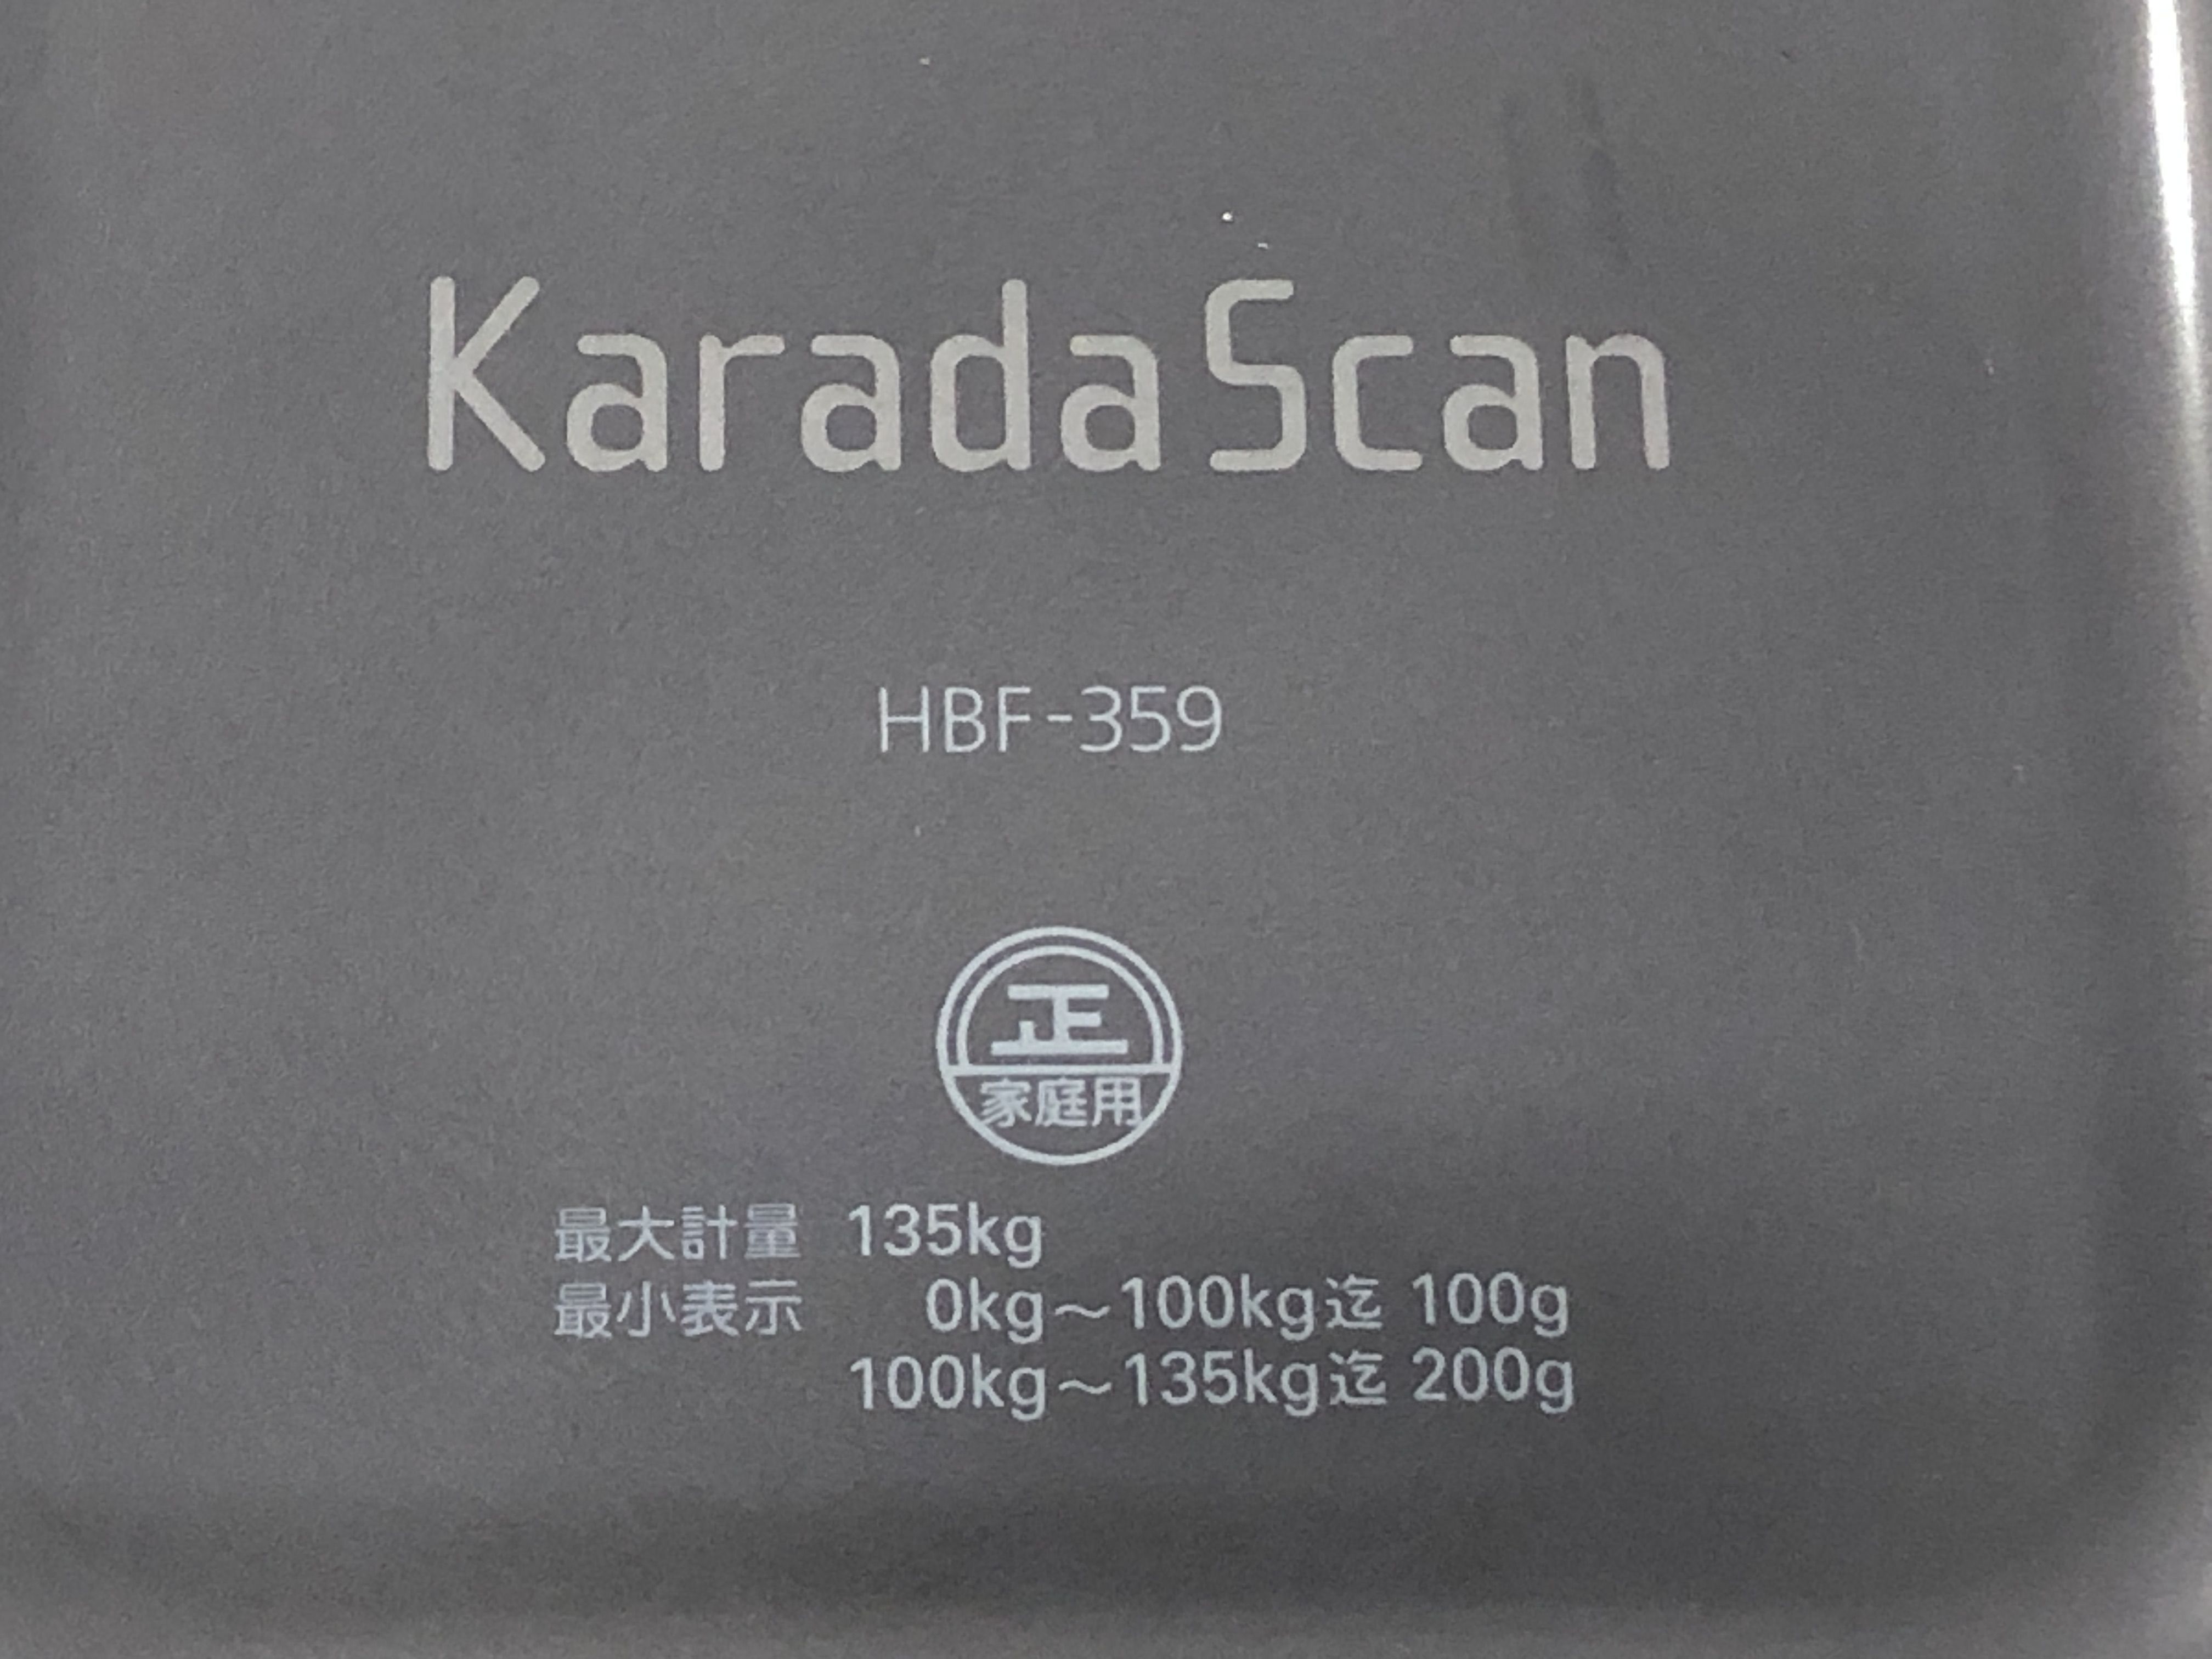 Karada Scan
HBF-359
正
家庭用
最大計量 135kg
最小表示 0kg～100kg迄 100g
100kg～135kg迄 200g